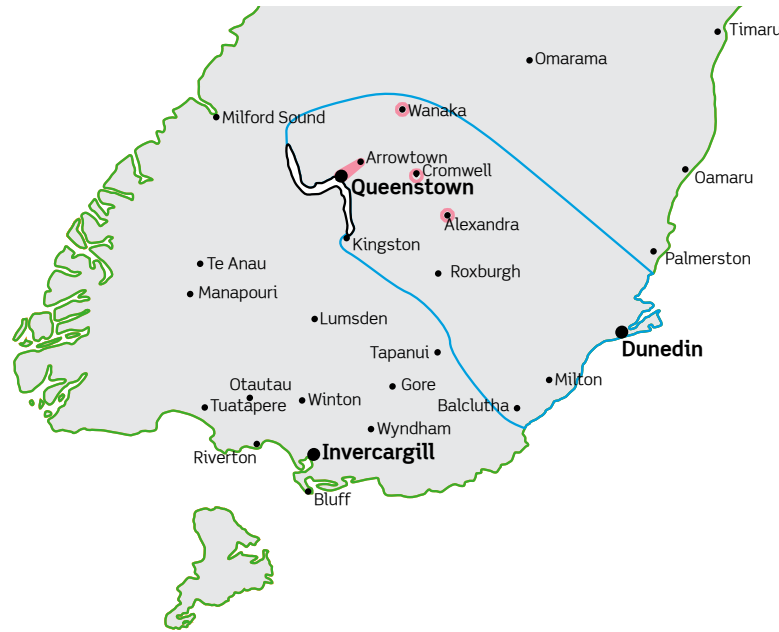 Timaru
Omarama
Wanaka
Milford Sound
Arrowtown
Cromwell
Oamaru
Queenstown
Alexandra
Kingston
Palmerston
Te Anau
Roxburgh
Manapouri
Lumsden
Dunedin
Tapanui
Milton
Otautau
Gore
Tuatapere
Winton
Balclutha
Wyndham
Invercargill
Riverton
Bluff